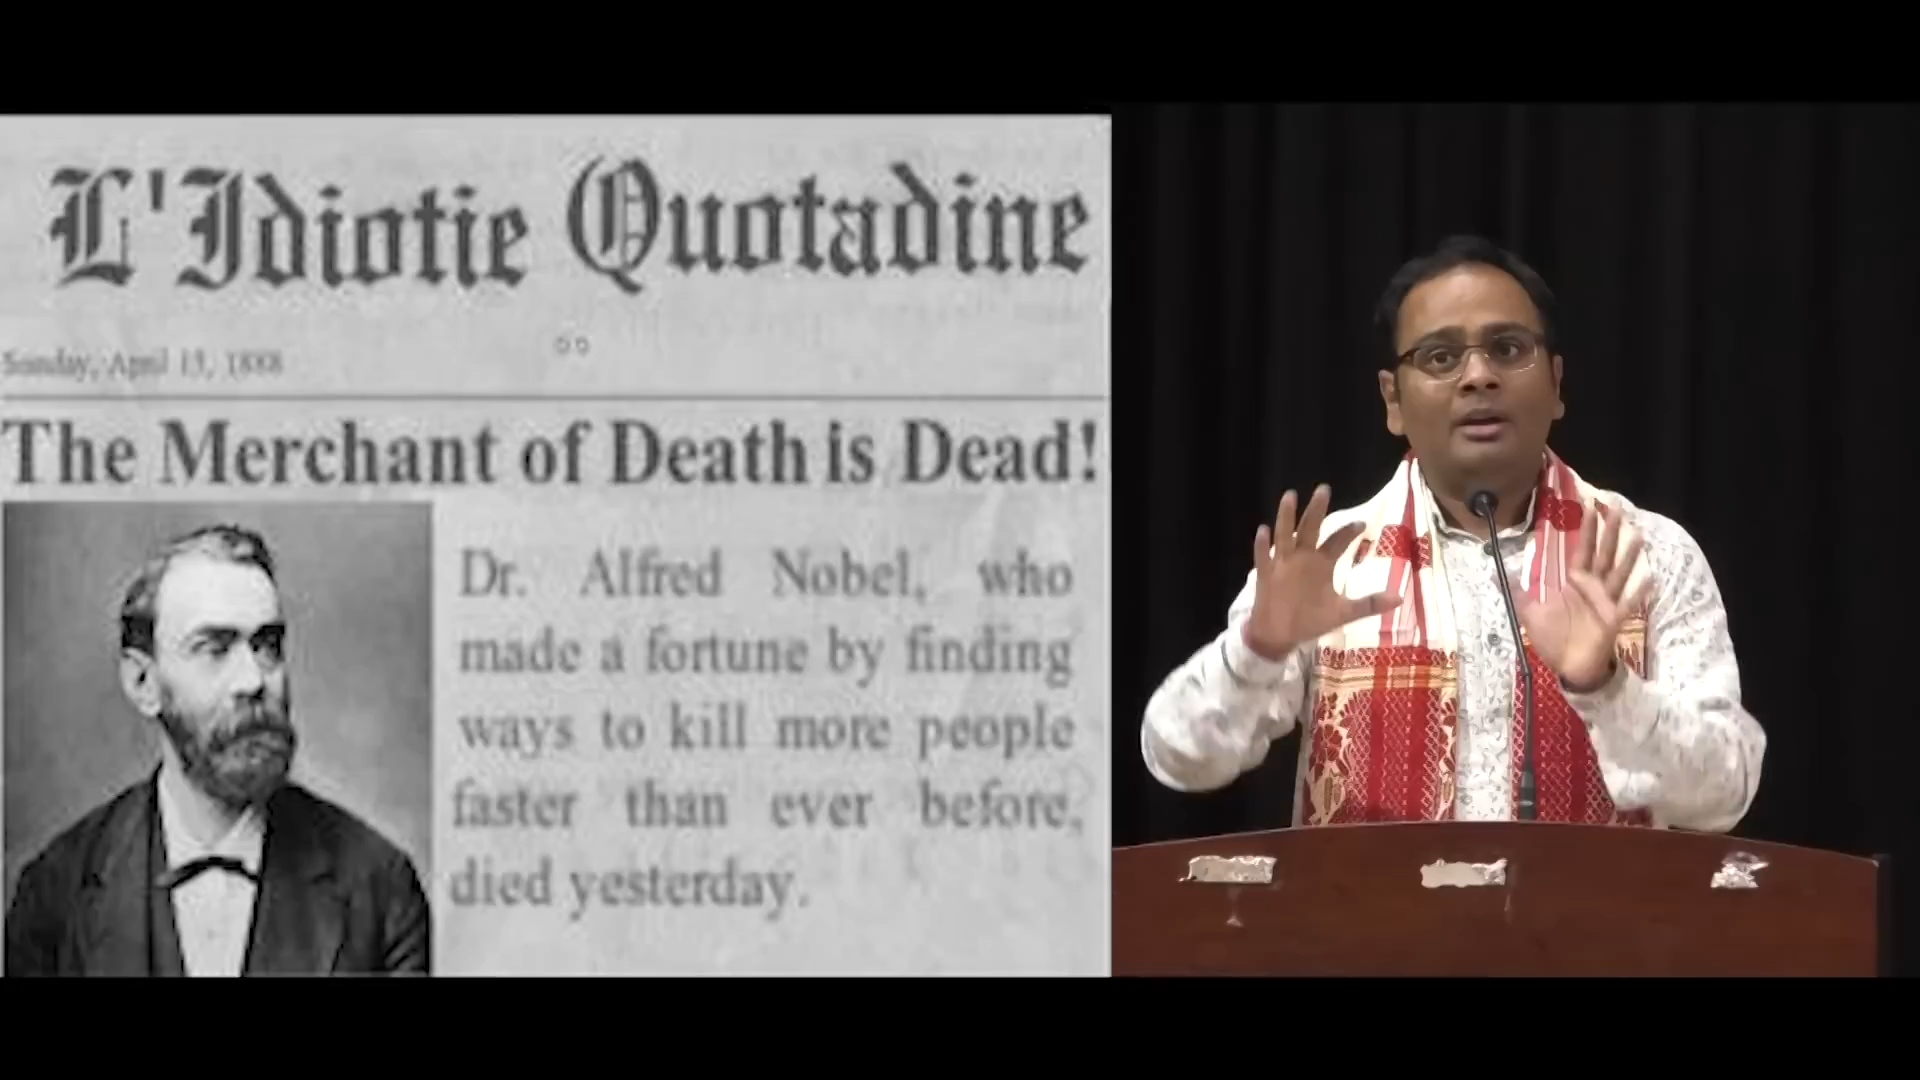 L'Idiotie Quotadine
Sunday, April 15, 1888
The Merchant of Death is Dead!
Dr. Alfred Nobel, who
made a fortune by finding
ways to kill more people
faster than ever before,
died yesterday.